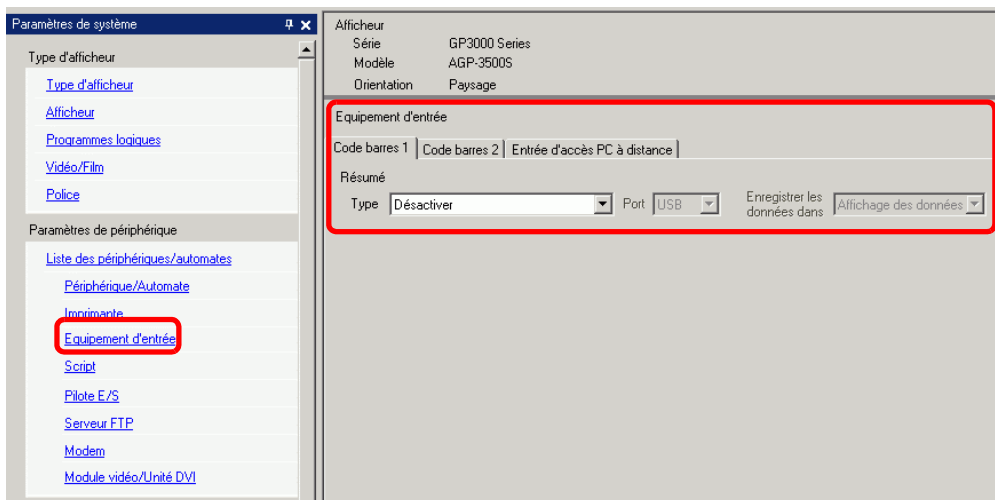 Paramètres de système
Type d'afficheur
Type d'afficheur
Afficheur
Programmes logiques
Vidéo/Film
Police
Paramètres de périphérique
Liste des périphériques/automates
Périphérique/Automate
Imprimante
Equipement d'entrée
Script
Pilote E/S
Serveur FTP
Modem
Module vidéo/Unité DVI
Afficheur
Série GP3000 Series
Modèle AGP-3500S
Orientation Paysage
Equipement d'entrée
Code barres 1 Code barres 2 Entrée d'accès PC à distance
Résumé
Type Désactiver Port USB Enregistrer les données dans Affichage des données